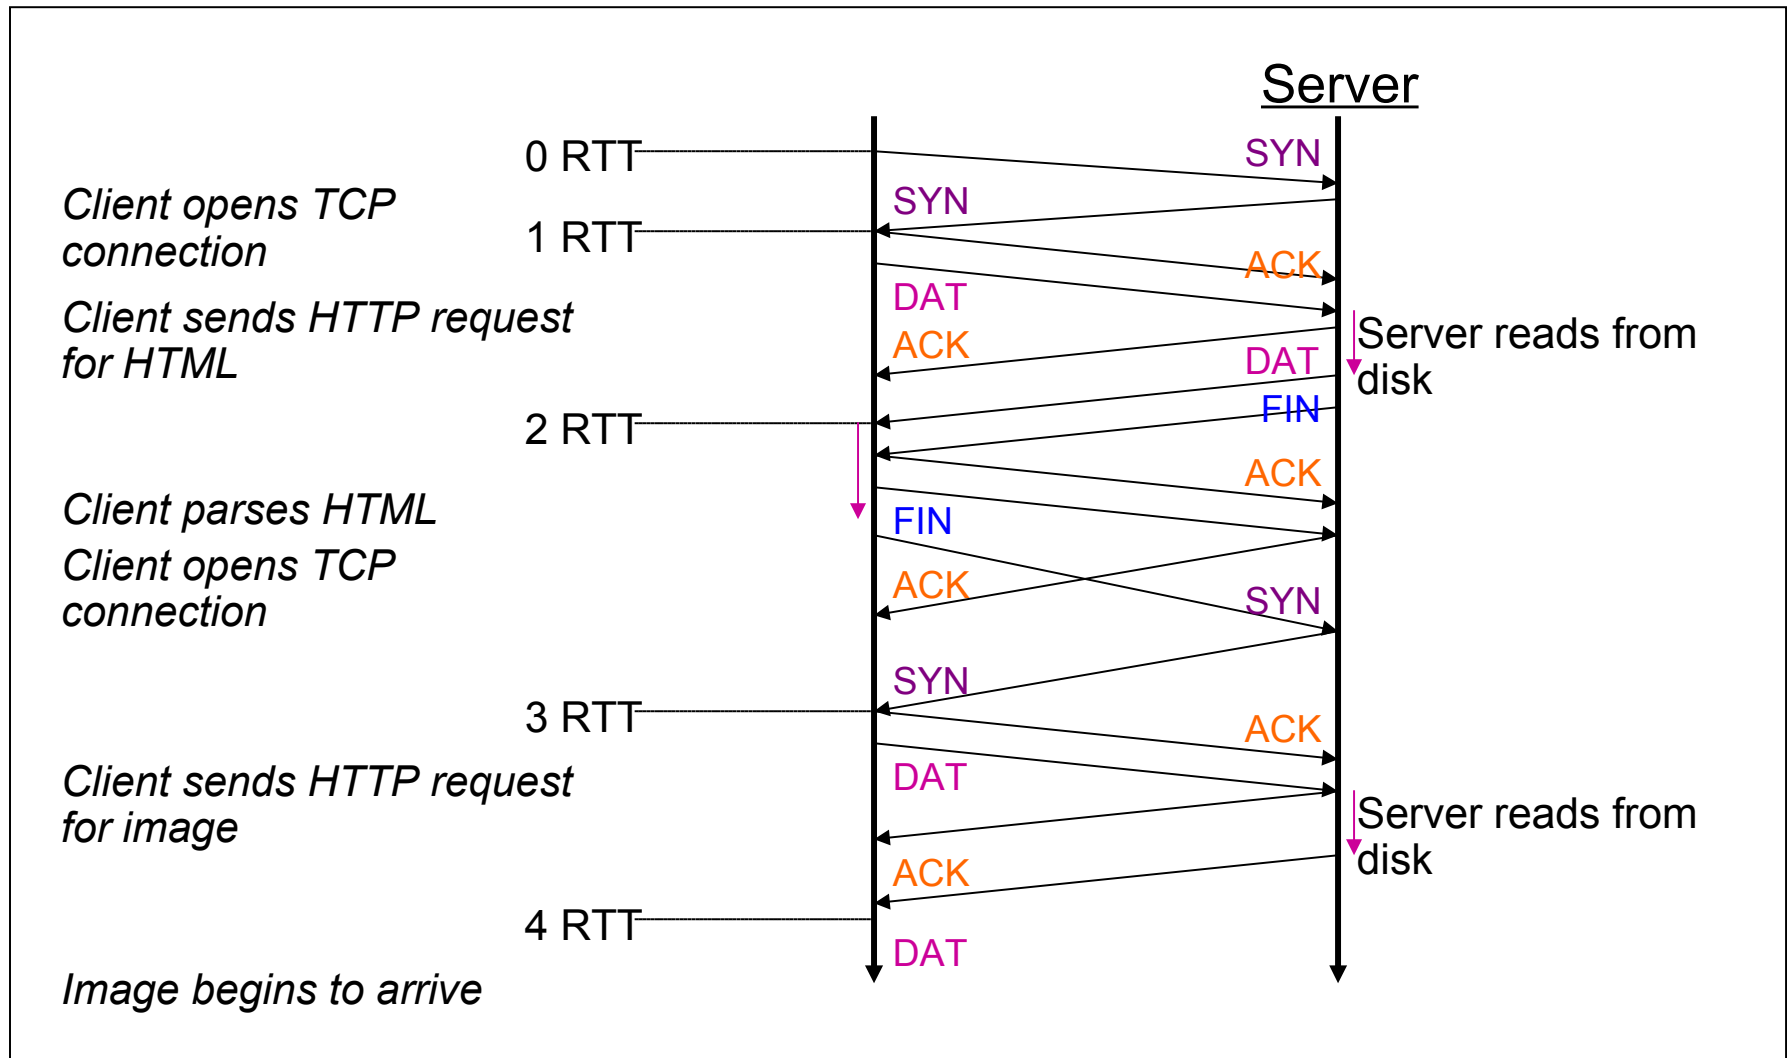 Server
0 RTT
SYN
Client opens TCP
connection
SYN
1 RTT
ACK
DAT
Client sends HTTP request
for HTML
ACK
Server reads from
disk
DAT
FIN
2 RTT
ACK
Client parses HTML
FIN
Client opens TCP
connection
ACK
SYN
SYN
3 RTT
ACK
DAT
Client sends HTTP request
for image
Server reads from
disk
ACK
4 RTT
DAT
Image begins to arrive